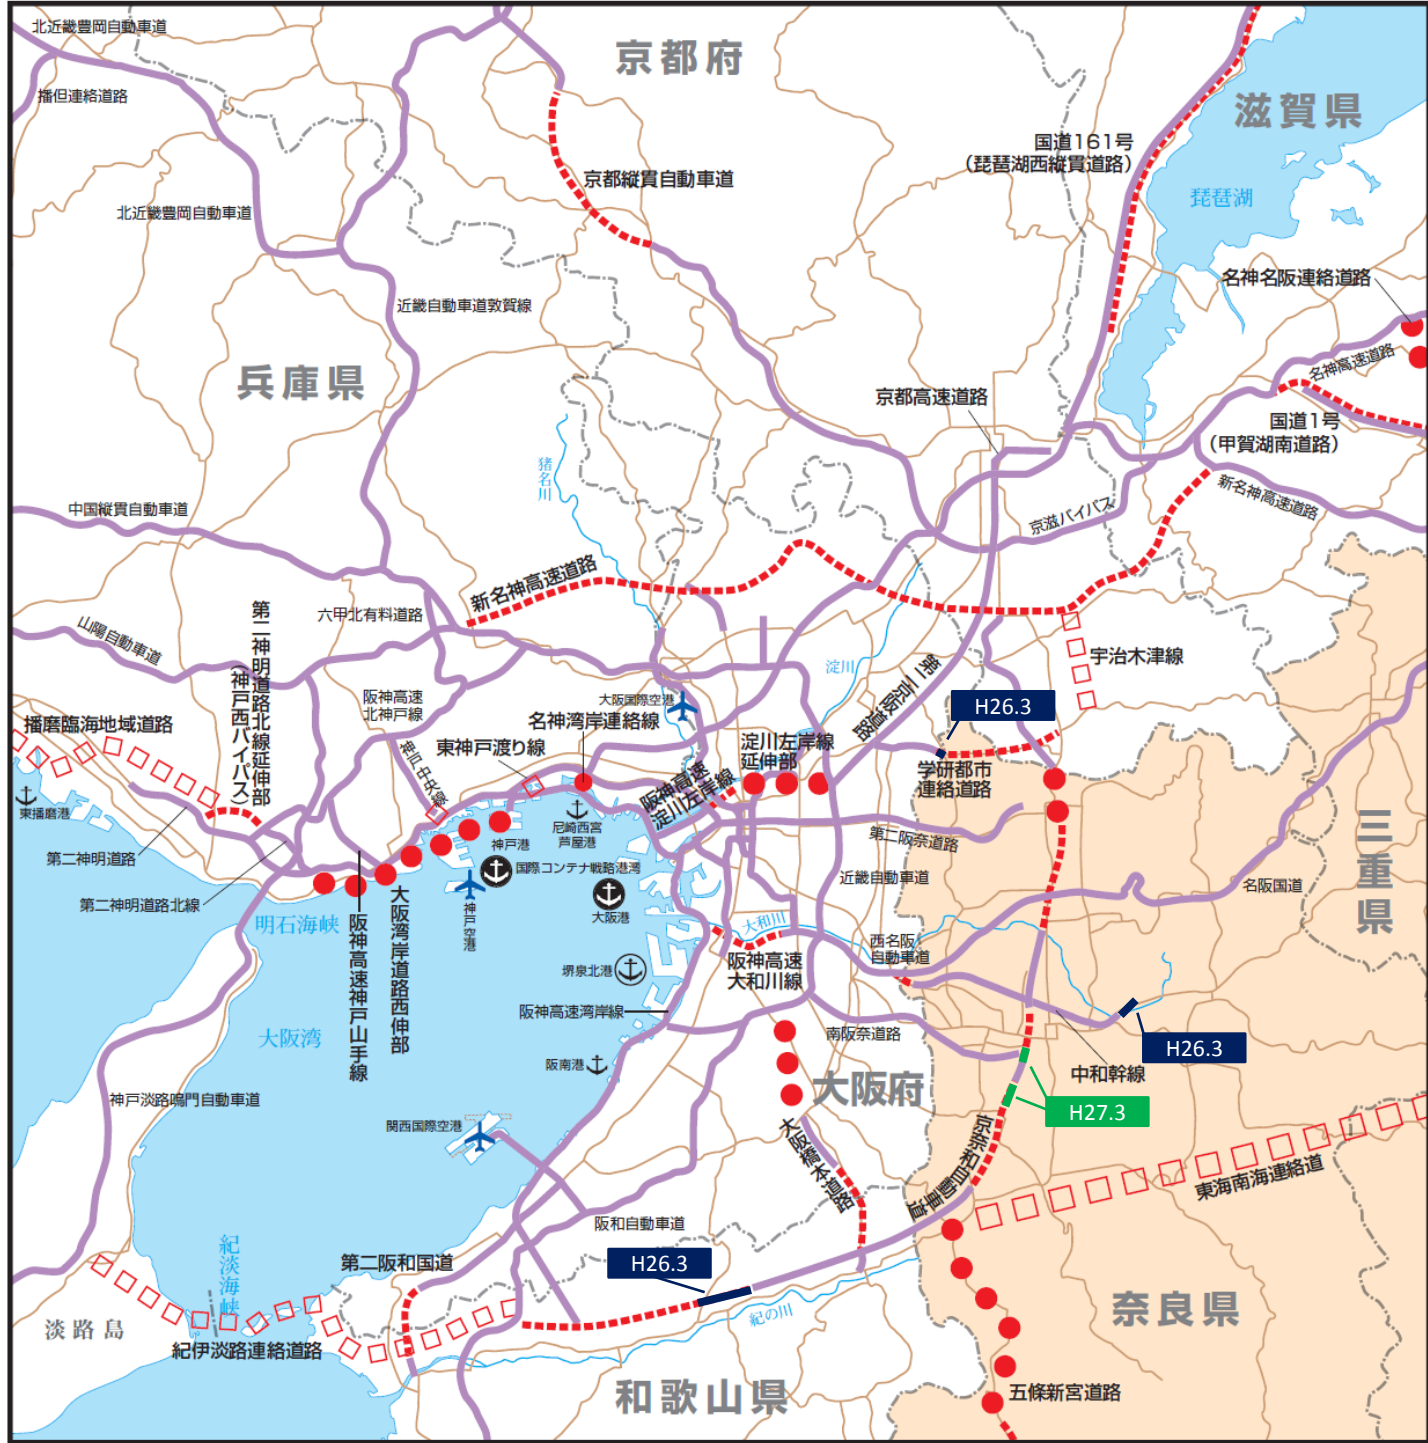 北近畿豊岡自動車道
京都府
播但連絡道路
滋賀県
国道161号
(琵琶湖西縦貫道路)
京都縦貫自動車道
琵琶湖
北近畿豊岡自動車道
名神名阪連絡道路
近畿自動車道敦賀線
兵庫県
名神高速道路
京都高速道路
国道1号
(甲賀湖南道路)
猪名川
中国縦貫自動車道
新名神高速道路
京滋バイパス
新名神高速道路
六甲北有料道路
山陽自動車道
第二神明道路北線延伸部
(神戸西バイパス)
宇治木津線
淀川
第二京阪道路
阪神高速
北神戸線
大阪国際空港
H26.3
播磨臨海地域道路
名神湾岸連絡線
東神戸渡り線
神戸中央線
淀川左岸線
延伸部
阪神高速
淀川左岸線
学研都市
連絡道路
東播磨港
尼崎西宮
芦屋港
神戸港
第二阪奈道路
三重県
第二神明道路
国際コンテナ戦略港湾
近畿自動車道
名阪国道
第二神明道路北線
大阪港
神戸空港
明石海峡
阪神高速神戸山手線
大阪湾岸道路西伸部
大和川
西名阪
自動車道
阪神高速
大和川線
堺泉北港
阪神高速湾岸線
大阪湾
南阪奈道路
H26.3
阪南港
中和幹線
大阪府
神戸淡路鳴門自動車道
H27.3
関西国際空港
大阪橋本道路
京奈和自動車道
東海南海連絡道
阪和自動車道
紀淡海峡
第二阪和国道
H26.3
紀の川
奈良県
淡路島
紀伊淡路連絡道路
和歌山県
五條新宮道路